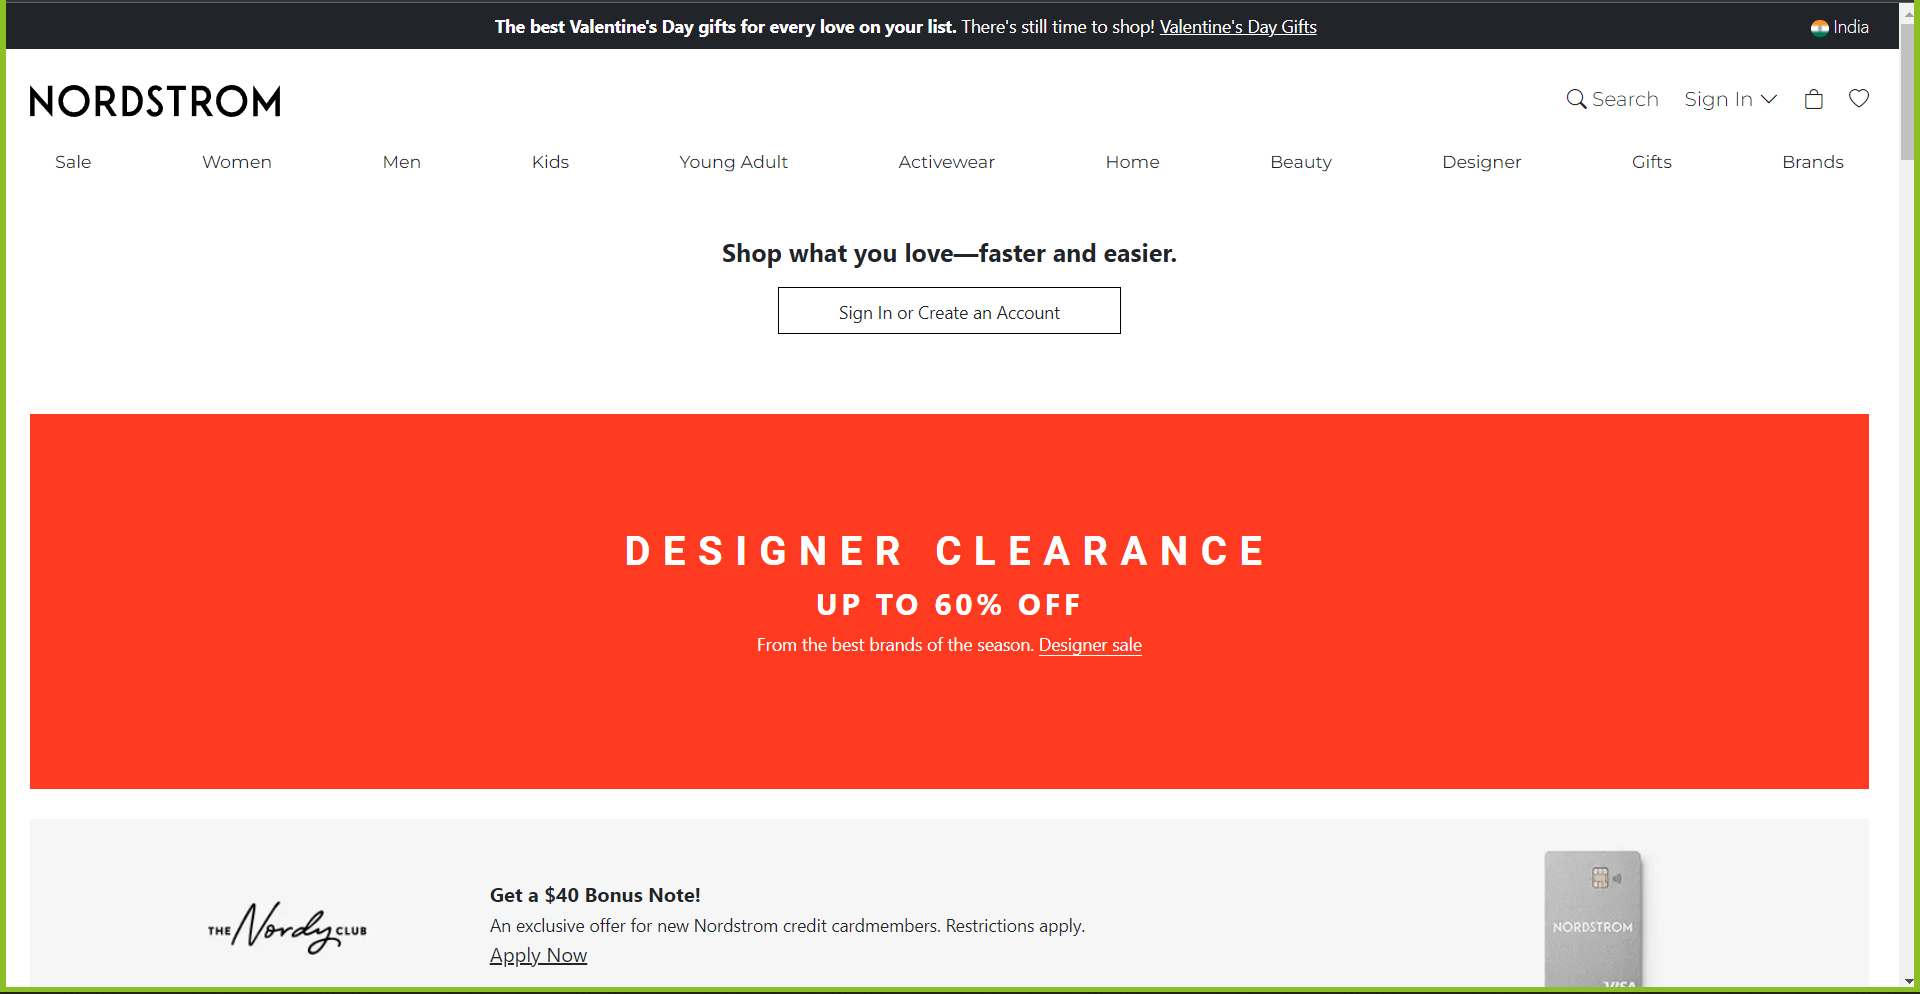 The best Valentine's Day gifts for every love on your list. There's still time to shop! Valentine's Day Gifts
India
NORDSTROM
Search
Sign In
Sale
Women
Men
Kids
Young Adult
Activewear
Home
Beauty
Designer
Gifts
Brands
Shop what you love—faster and easier.
Sign In or Create an Account
DESIGNER CLEARANCE
UP TO 60% OFF
From the best brands of the season. Designer sale
THE Nordy CLUB
Get a $40 Bonus Note!
An exclusive offer for new Nordstrom credit cardmembers. Restrictions apply.
Apply Now
NORDSTROM
VISA